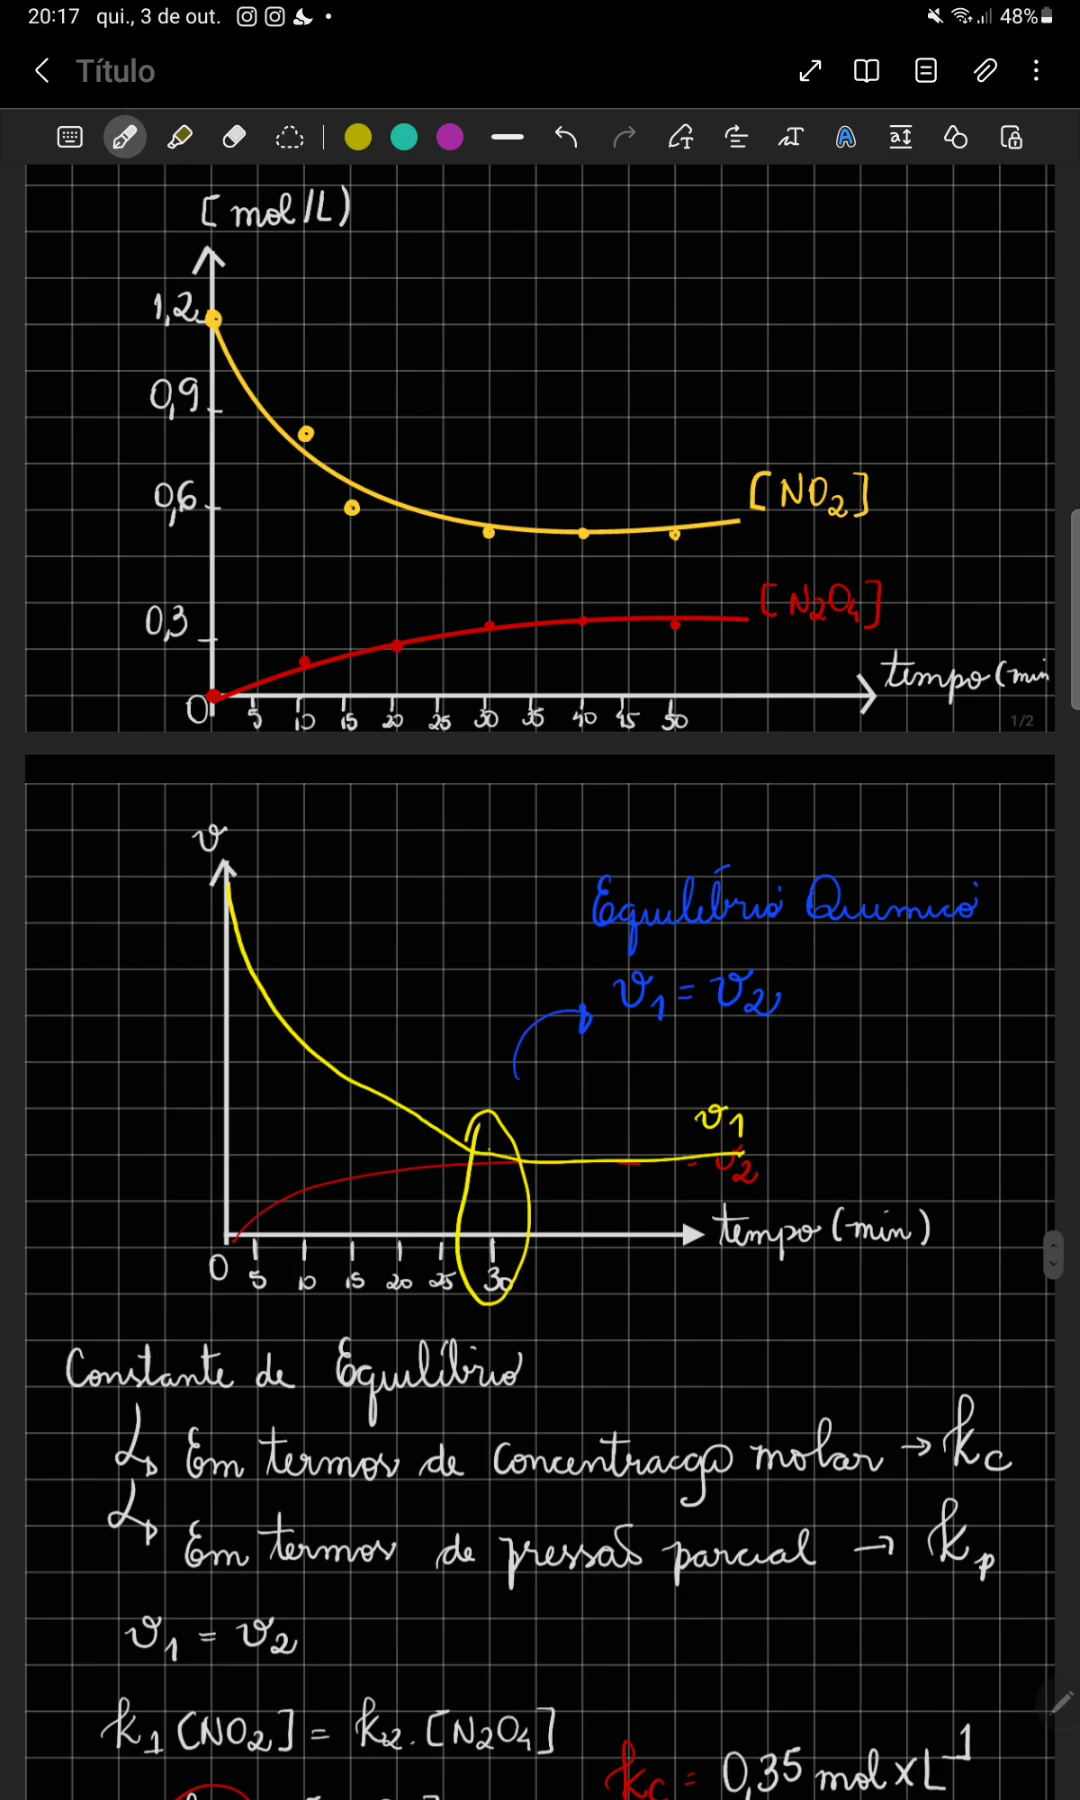 20:17 qui., 3 de out. 48%
Título
[mol/L)
1,2
0,9
0,6
[NO2]
0,3
[N2O4]
tempo (min
0
5 10 15 20 25 30 35 40 45 50
1/2
v
Equilíbrio Químico
v1 = v2
v1
= v2
tempo (min)
0 5 10 15 20 25 30
Constante de Equilíbrio
↳ Em termos de concentração molar → kc
↳ Em termos de pressão parcial → kp
v1 = v2
k1 [NO2] = k2. [N2O4]
kc = 0,35 mol x L-1